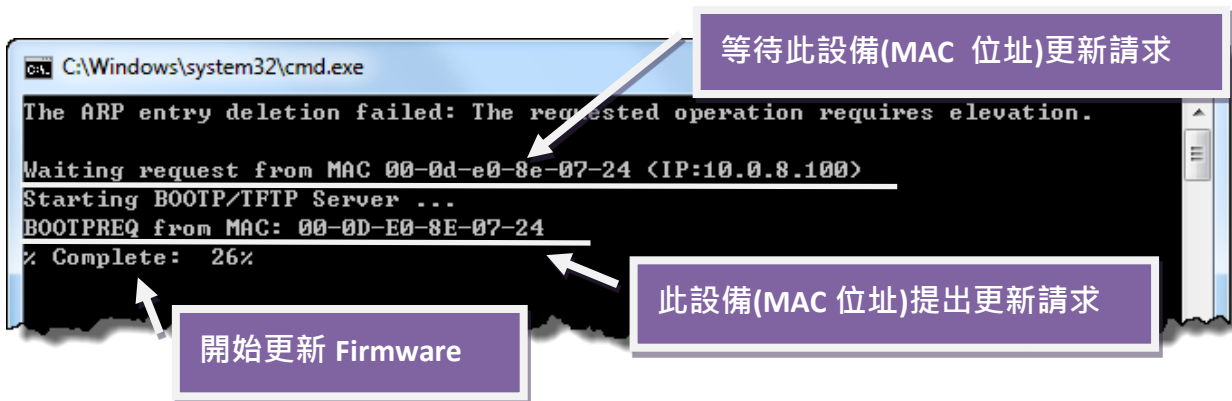 等待此設備(MAC 位址)更新請求
C:\Windows\system32\cmd.exe
The ARP entry deletion failed: The requested operation requires elevation.
Waiting request from MAC 00-0d-e0-8e-07-24 (IP:10.0.8.100)
Starting BOOTP/TFTP Server ...
BOOTPREQ from MAC: 00-0D-E0-8E-07-24
% Complete: 26%
此設備(MAC 位址)提出更新請求
開始更新 Firmware